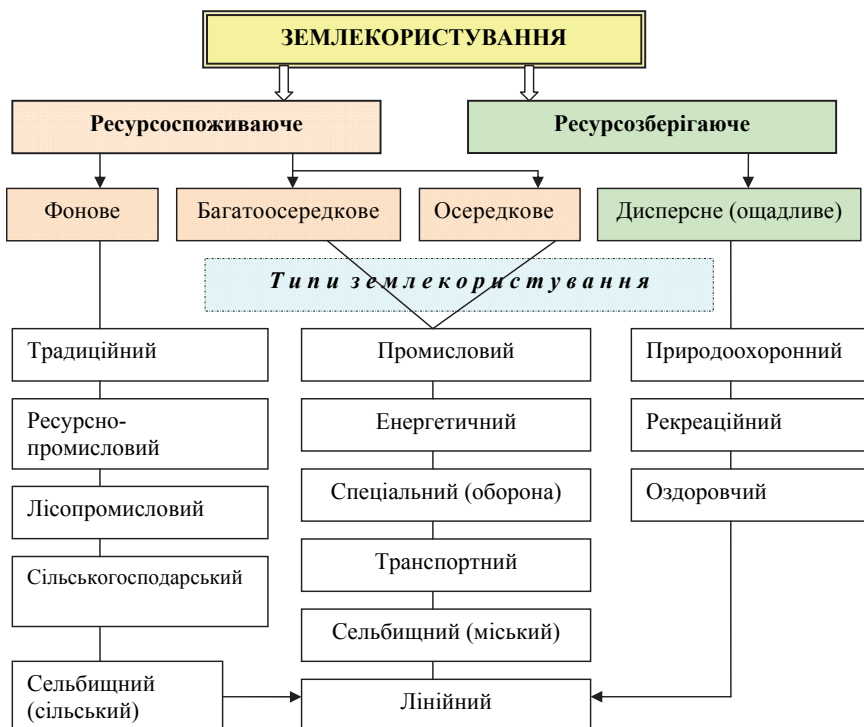 ЗЕМЛЕКОРИСТУВАННЯ
Ресурсоспоживаюче
Ресурсозберігаюче
Фонове
Багатоосередкове
Осередкове
Дисперсне (ощадливе)
Типи землекористування
Традиційний
Ресурсно-
промисловий
Лісопромисловий
Сільськогосподарський
Сельбищний
(сільський)
Промисловий
Енергетичний
Спеціальний (оборона)
Транспортний
Сельбищний (міський)
Лінійний
Природоохоронний
Рекреаційний
Оздоровчий